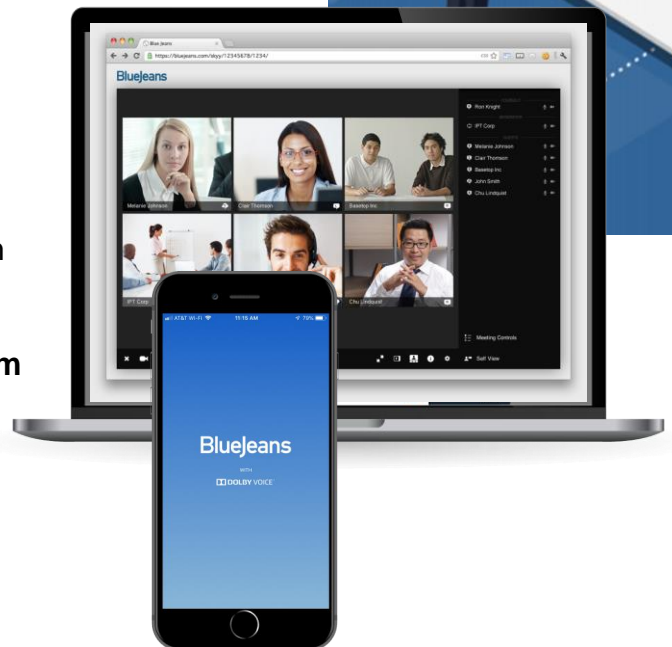 n
m
Blue Jeans
https://bluejeans.com/skyy/12345678/1234/
BlueJeans
Ron Knight
IPT Corp
Melanie Johnson
Clair Thomson
Basetop Inc
John Smith
Chu Lindquist
Melanie Johnson
Clair Thomson
Basetop Inc
IPT Corp
Chu Lindquist
Meeting Controls
Self View
AT&T Wi-Fi
11:15 AM
78%
BlueJeans
WITH
DOLBY VOICE